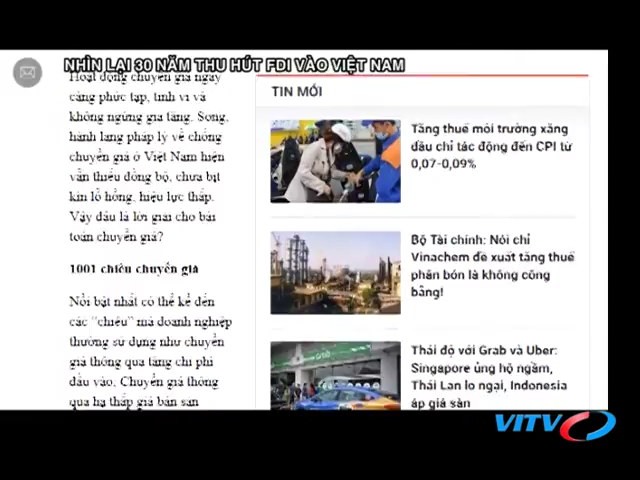 NHÌN LẠI 30 NĂM THU HÚT FDI VÀO VIỆT NAM
Hoạt động chuyển giá ngày
càng phức tạp, tinh vi và
không ngừng gia tăng. Song,
hành lang pháp lý về chống
chuyển giá ở Việt Nam hiện
vẫn thiếu đồng bộ, chưa bịt
kín lỗ hổng, hiệu lực thấp.
Vậy đâu là lời giải cho bài
toán chuyển giá?
1001 chiêu chuyển giá
Nổi bật nhất có thể kể đến
các “chiêu” mà doanh nghiệp
thường sử dụng như chuyển
giá thông qua tăng chi phí
đầu vào. Chuyển giá thông
qua hạ thấp giá bán sản
TIN MỚI
Tăng thuế môi trường xăng
dầu chỉ tác động đến CPI từ
0,07-0,09%
Bộ Tài chính: Nói chỉ
Vinachem đề xuất tăng thuế
phân bón là không công
bằng!
Thái độ với Grab và Uber:
Singapore ủng hộ ngầm,
Thái Lan lo ngại, Indonesia
áp giá sàn
VITV